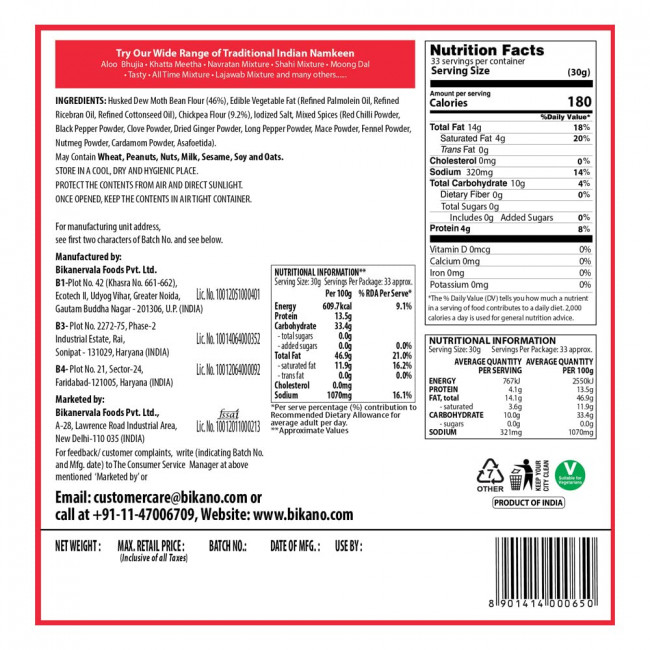 Try Our Wide Range of Traditional Indian Namkeen
Aloo Bhujia • Khatta Meetha • Navratan Mixture • Shahi Mixture • Moong Dal
• Tasty • All Time Mixture • Lajawab Mixture and many others.....
INGREDIENTS: Husked Dew Moth Bean Flour (46%), Edible Vegetable Fat (Refined Palmolein Oil, Refined
Ricebran Oil, Refined Cottonseed Oil), Chickpea Flour (9.2%), Iodized Salt, Mixed Spices (Red Chilli Powder,
Black Pepper Powder, Clove Powder, Dried Ginger Powder, Long Pepper Powder, Mace Powder, Fennel Powder,
Nutmeg Powder, Cardamom Powder, Asafoetida).
May Contain Wheat, Peanuts, Nuts, Milk, Sesame, Soy and Oats.
STORE IN A COOL, DRY AND HYGIENIC PLACE.
PROTECT THE CONTENTS FROM AIR AND DIRECT SUNLIGHT.
ONCE OPENED, KEEP THE CONTENTS IN AIR TIGHT CONTAINER.
For manufacturing unit address,
see first two characters of Batch No. and see below.
Manufactured by:
Bikanervala Foods Pvt. Ltd.
B1-Plot No. 42 (Khasra No. 661-662),
Ecotech II, Udyog Vihar, Greater Noida,
Gautam Buddha Nagar - 201306, U.P. (INDIA)
Lic. No. 10012051000401
B3- Plot No. 2272-75, Phase-2
Industrial Estate, Rai,
Sonipat - 131029, Haryana (INDIA)
Lic. No. 10014064000352
B4- Plot No. 21, Sector-24,
Faridabad-121005, Haryana (INDIA)
Lic. No. 10012064000092
Marketed by:
Bikanervala Foods Pvt. Ltd.,
A-28, Lawrence Road Industrial Area,
New Delhi-110 035 (INDIA)
fssai
Lic. No. 10012011000213
For feedback/ customer complaints, write (indicating Batch No.
and Mfg. date) to The Consumer Service Manager at above
mentioned 'Marketed by' or
Email: customercare@bikano.com or
call at +91-11-47006709, Website: www.bikano.com
NUTRITIONAL INFORMATION**
Serving Size: 30g Servings Per Package: 33 approx.
Per 100g % RDA Per Serve*
Energy 609.7kcal 9.1%
Protein 13.5g
Carbohydrate 33.4g
- total sugars 0.0g
- added sugars 0.0g 0.0%
Total Fat 46.9g 21.0%
- saturated fat 11.9g 16.2%
- trans fat 0.0g 0.0%
Cholesterol 0.0mg
Sodium 1070mg 16.1%
*Per serve percentage (%) contribution to
Recommended Dietary Allowance for
average adult per day.
**Approximate Values
Nutrition Facts
33 servings per container
Serving Size (30g)
Amount per serving
Calories 180
%Daily Value*
Total Fat 14g 18%
Saturated Fat 4g 20%
Trans Fat 0g
Cholesterol 0mg 0%
Sodium 320mg 14%
Total Carbohydrate 10g 4%
Dietary Fiber 0g 0%
Total Sugars 0g
Includes 0g Added Sugars 0%
Protein 4g 8%
Vitamin D 0mcg 0%
Calcium 0mg 0%
Iron 0mg 0%
Potassium 0mg 0%
*The % Daily Value (DV) tells you how much a nutrient
in a serving of food contributes to a daily diet. 2,000
calories a day is used for general nutrition advice.
NUTRITIONAL INFORMATION
Serving Size: 30g Servings Per Package: 33 approx.
AVERAGE QUANTITY AVERAGE QUANTITY
PER SERVING PER 100g
ENERGY 767kJ 2550kJ
PROTEIN 4.1g 13.5g
FAT, total 14.1g 46.9g
- saturated 3.6g 11.9g
CARBOHYDRATE 10.0g 33.4g
- sugars 0.0g 0.0g
SODIUM 321mg 1070mg
7
OTHER
KEEP YOUR
CITY CLEAN
V
Suitable for
Vegetarians
PRODUCT OF INDIA
NET WEIGHT : MAX. RETAIL PRICE : BATCH NO.: DATE OF MFG. : USE BY :
(Inclusive of all Taxes)
8 901414 000650